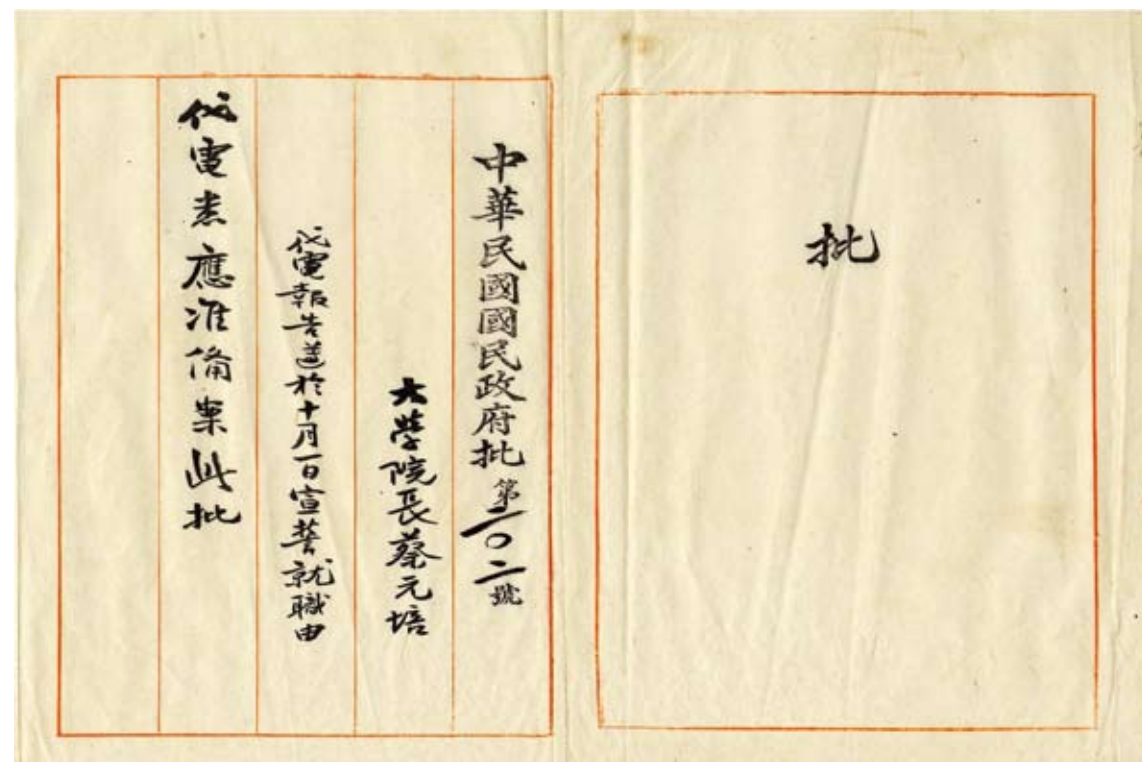 批
中華民國國民政府批第二〇二號
大學院長蔡元培
代電報告遵於十月一日宣誓就職由
代電悉應准備案此批